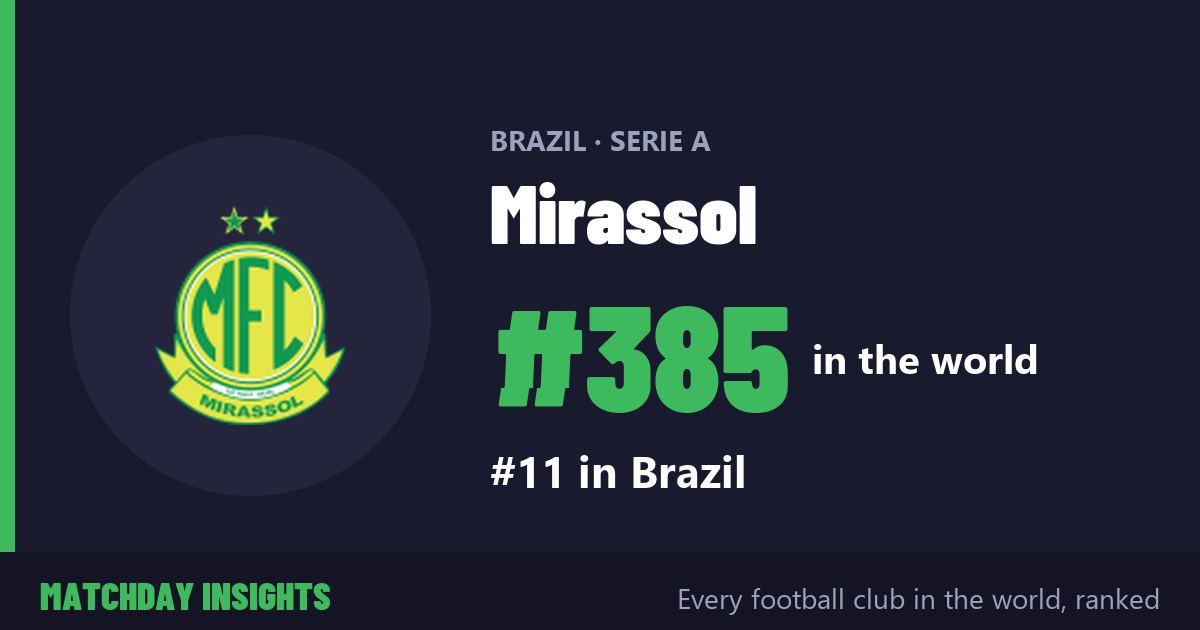 BRAZIL · SERIE A
Mirassol
MFC
MIRASSOL
#385 in the world
#11 in Brazil
MATCHDAY INSIGHTS
Every football club in the world, ranked